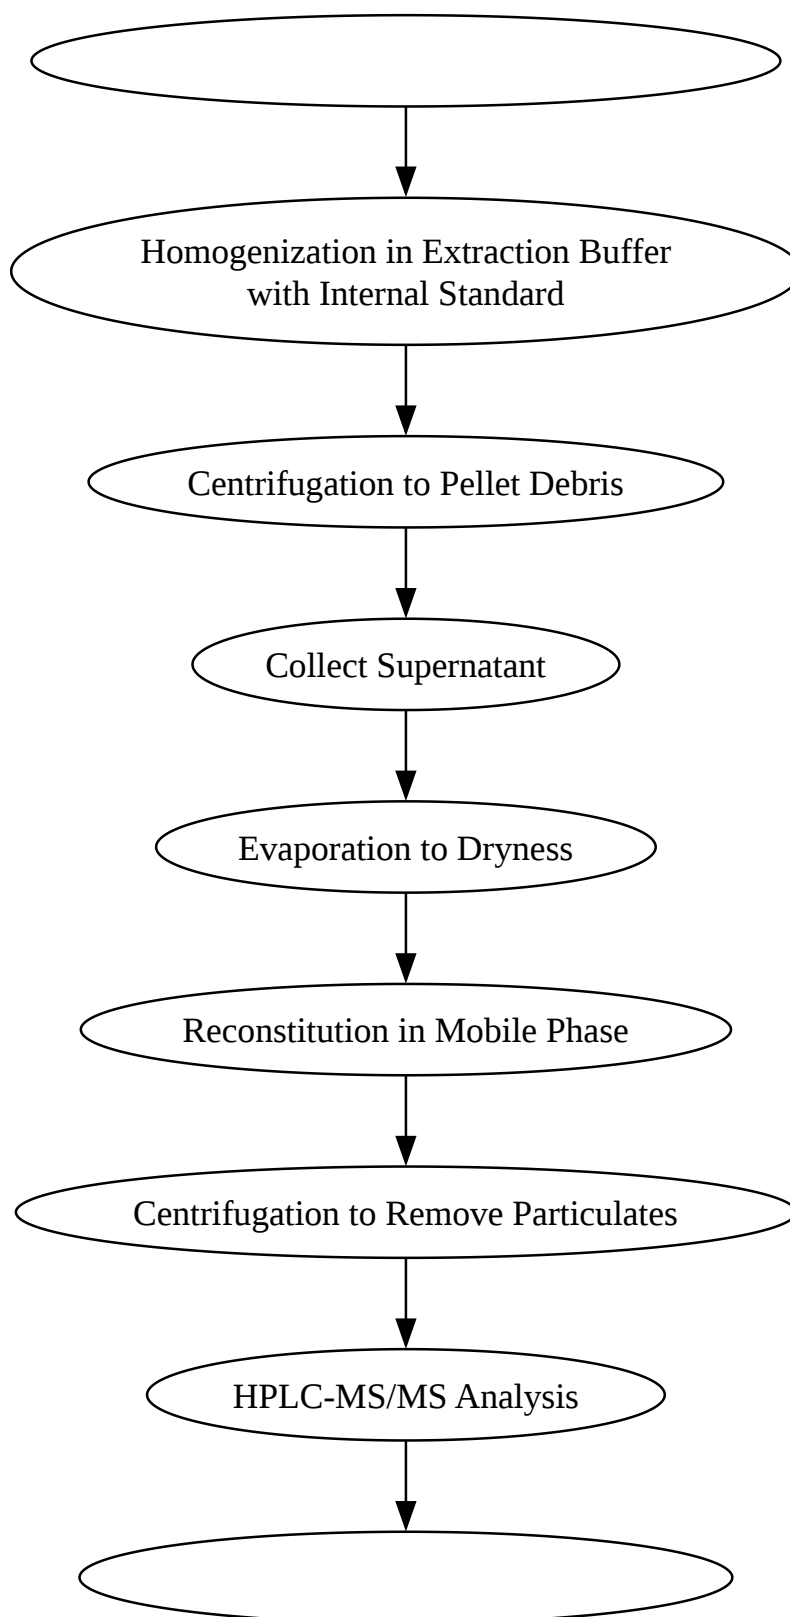 Homogenization in Extraction Buffer
with Internal Standard
Centrifugation to Pellet Debris
Collect Supernatant
Evaporation to Dryness
Reconstitution in Mobile Phase
Centrifugation to Remove Particulates
HPLC-MS/MS Analysis